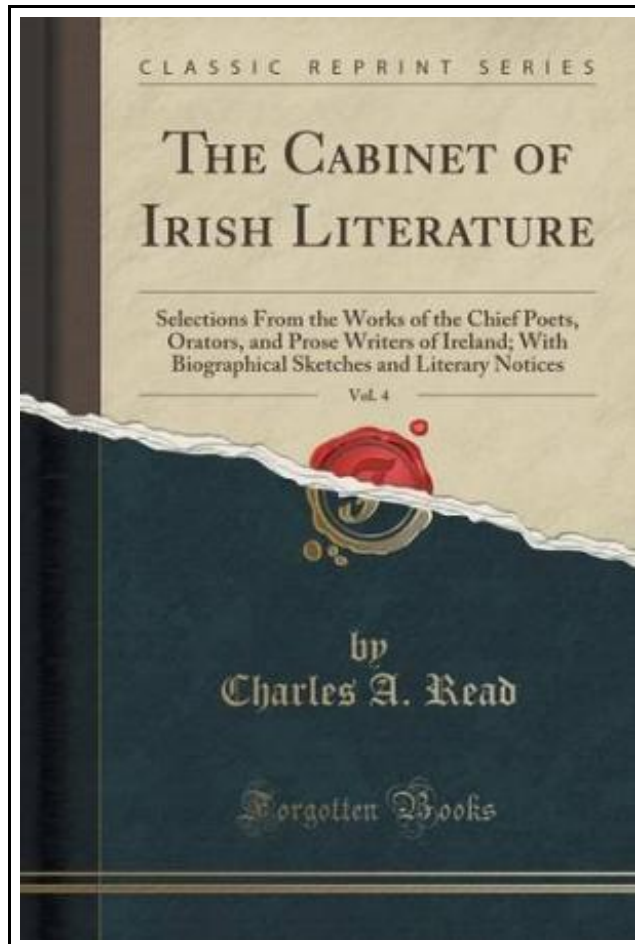 CLASSIC REPRINT SERIES
THE CABINET OF
IRISH LITERATURE
Selections From the Works of the Chief Poets,
Orators, and Prose Writers of Ireland; With
Biographical Sketches and Literary Notices
Vol. 4
by
Charles A. Read
Forgotten Books